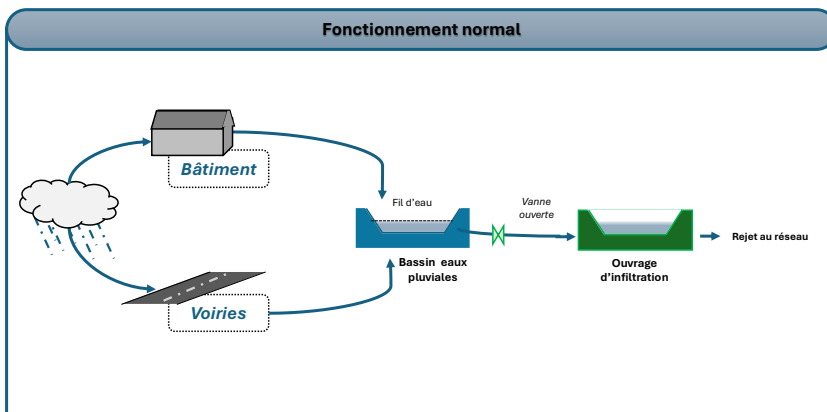 Fonctionnement normal
Bâtiment
Fil d'eau
Vanne
ouverte
Bassin eaux
pluviales
Ouvrage
d'infiltration
Rejet au réseau
Voiries